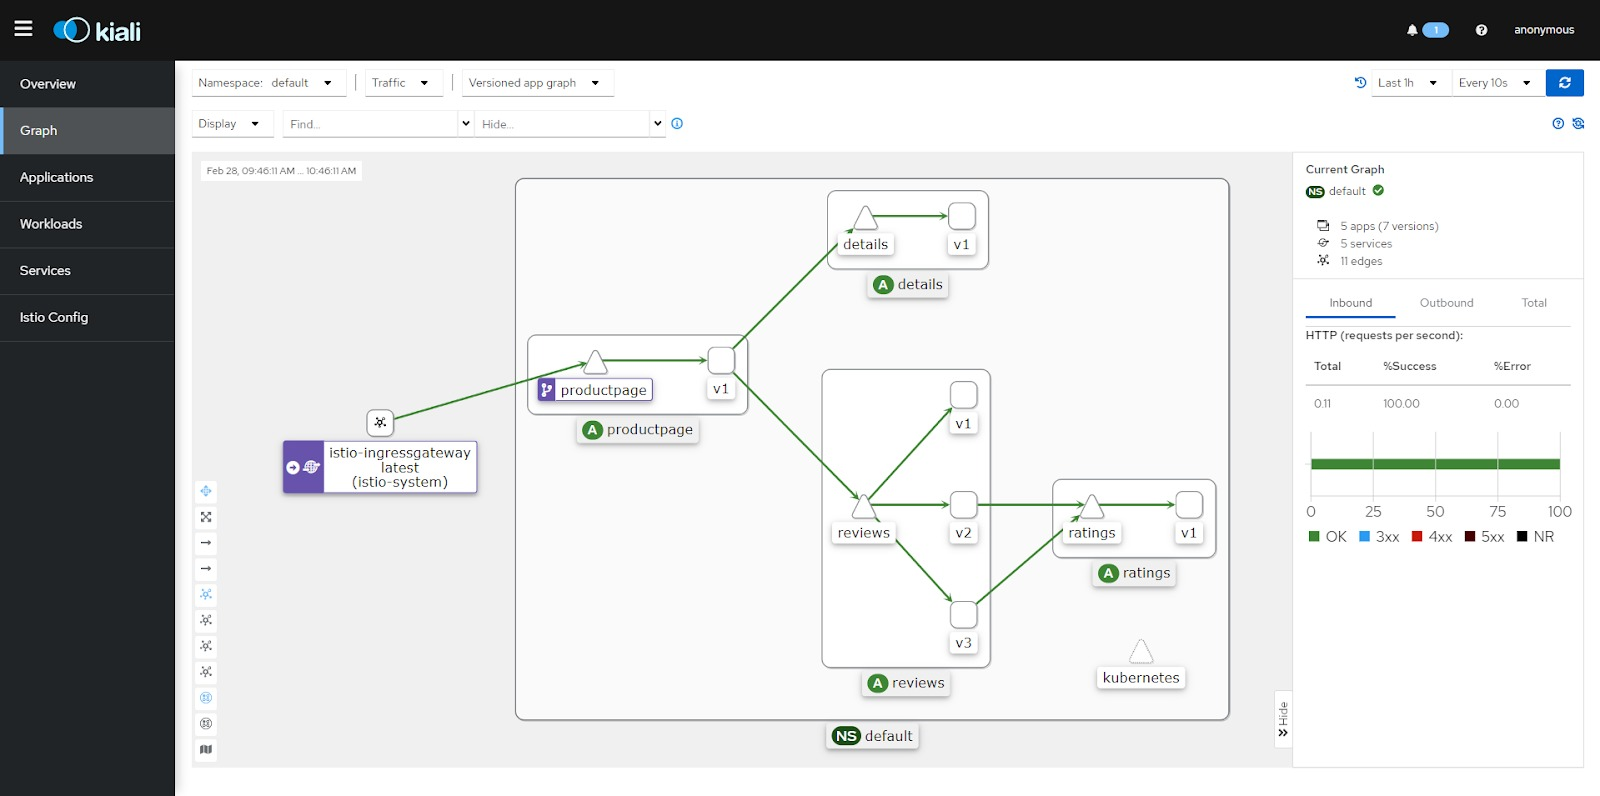 kiali
1
anonymous
Overview
Graph
Applications
Workloads
Services
Istio Config
Namespace: default
Traffic
Versioned app graph
Last 1h
Every 10s
Display
Find...
Hide...
Feb 28, 09:46:11 AM ... 10:46:11 AM
details
v1
A details
productpage
v1
A productpage
istio-ingressgateway
latest
(istio-system)
v1
reviews
v2
v3
A reviews
ratings
v1
A ratings
kubernetes
NS default
Hide
Current Graph
NS default
5 apps (7 versions)
5 services
11 edges
Inbound Outbound Total
HTTP (requests per second):
Total %Success %Error
0.11 100.00 0.00
0 25 50 75 100
OK 3xx 4xx 5xx NR